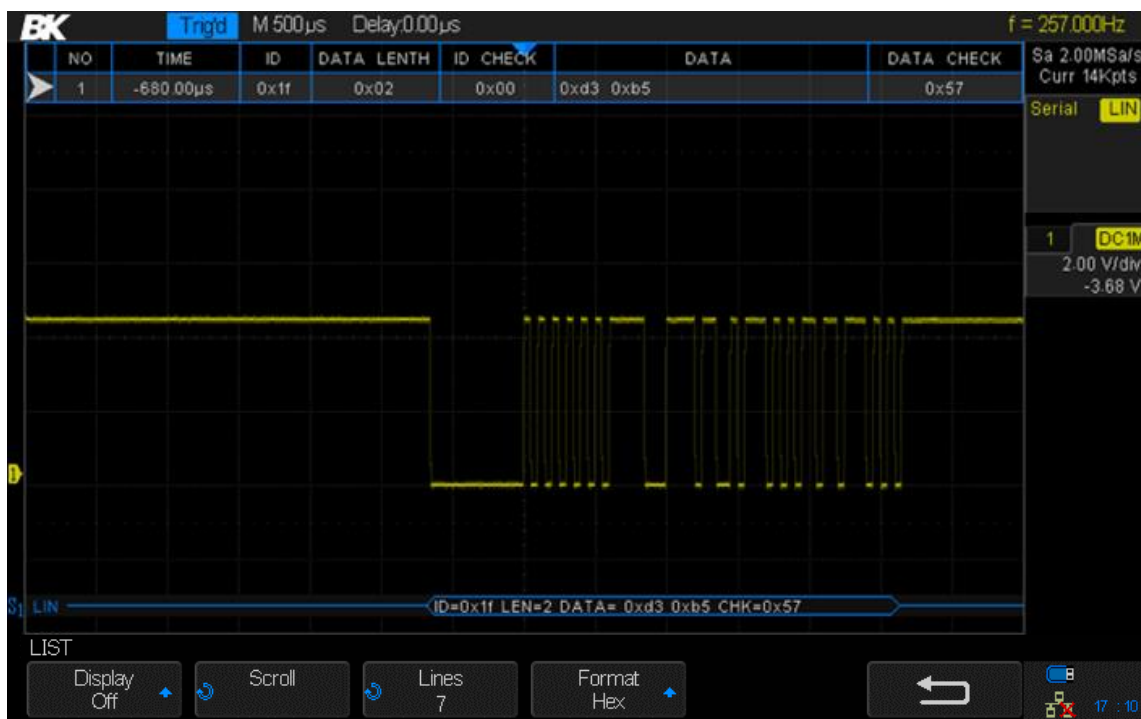 BK Trig'd M 500µs Delay:0.00µs f = 257.000Hz
NO TIME ID DATA LENTH ID CHECK DATA DATA CHECK
1 -680.00µs 0x1f 0x02 0x00 0xd3 0xb5 0x57
Sa 2.00MSa/s
Curr 14Kpts
Serial LIN
1 DC1M
2.00 V/div
-3.68 V
1
S1 LIN ID=0x1f LEN=2 DATA= 0xd3 0xb5 CHK=0x57
LIST
Display Scroll Lines Format
Off 7 Hex
17 : 10